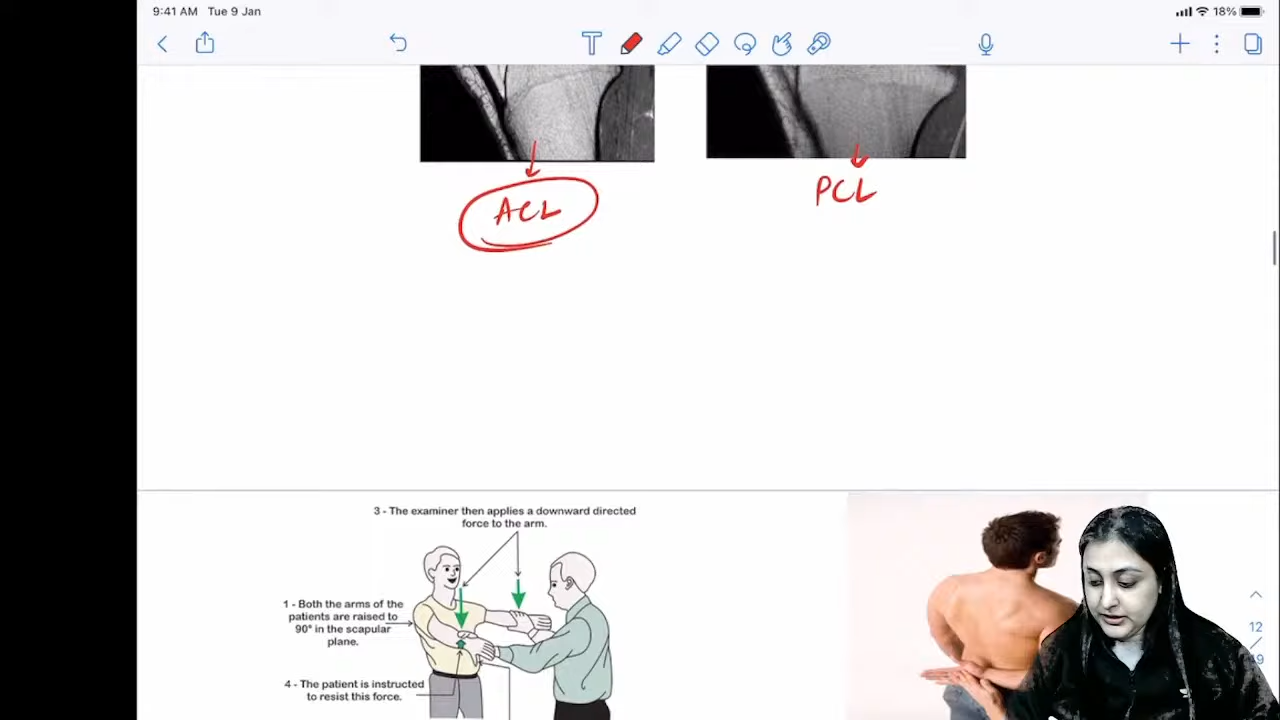 9:41 AM Tue 9 Jan
18%
T
ACL
PCL
3 - The examiner then applies a downward directed
force to the arm.
1 - Both the arms of the
patients are raised to
90° in the scapular
plane.
4 - The patient is instructed
to resist this force.
12